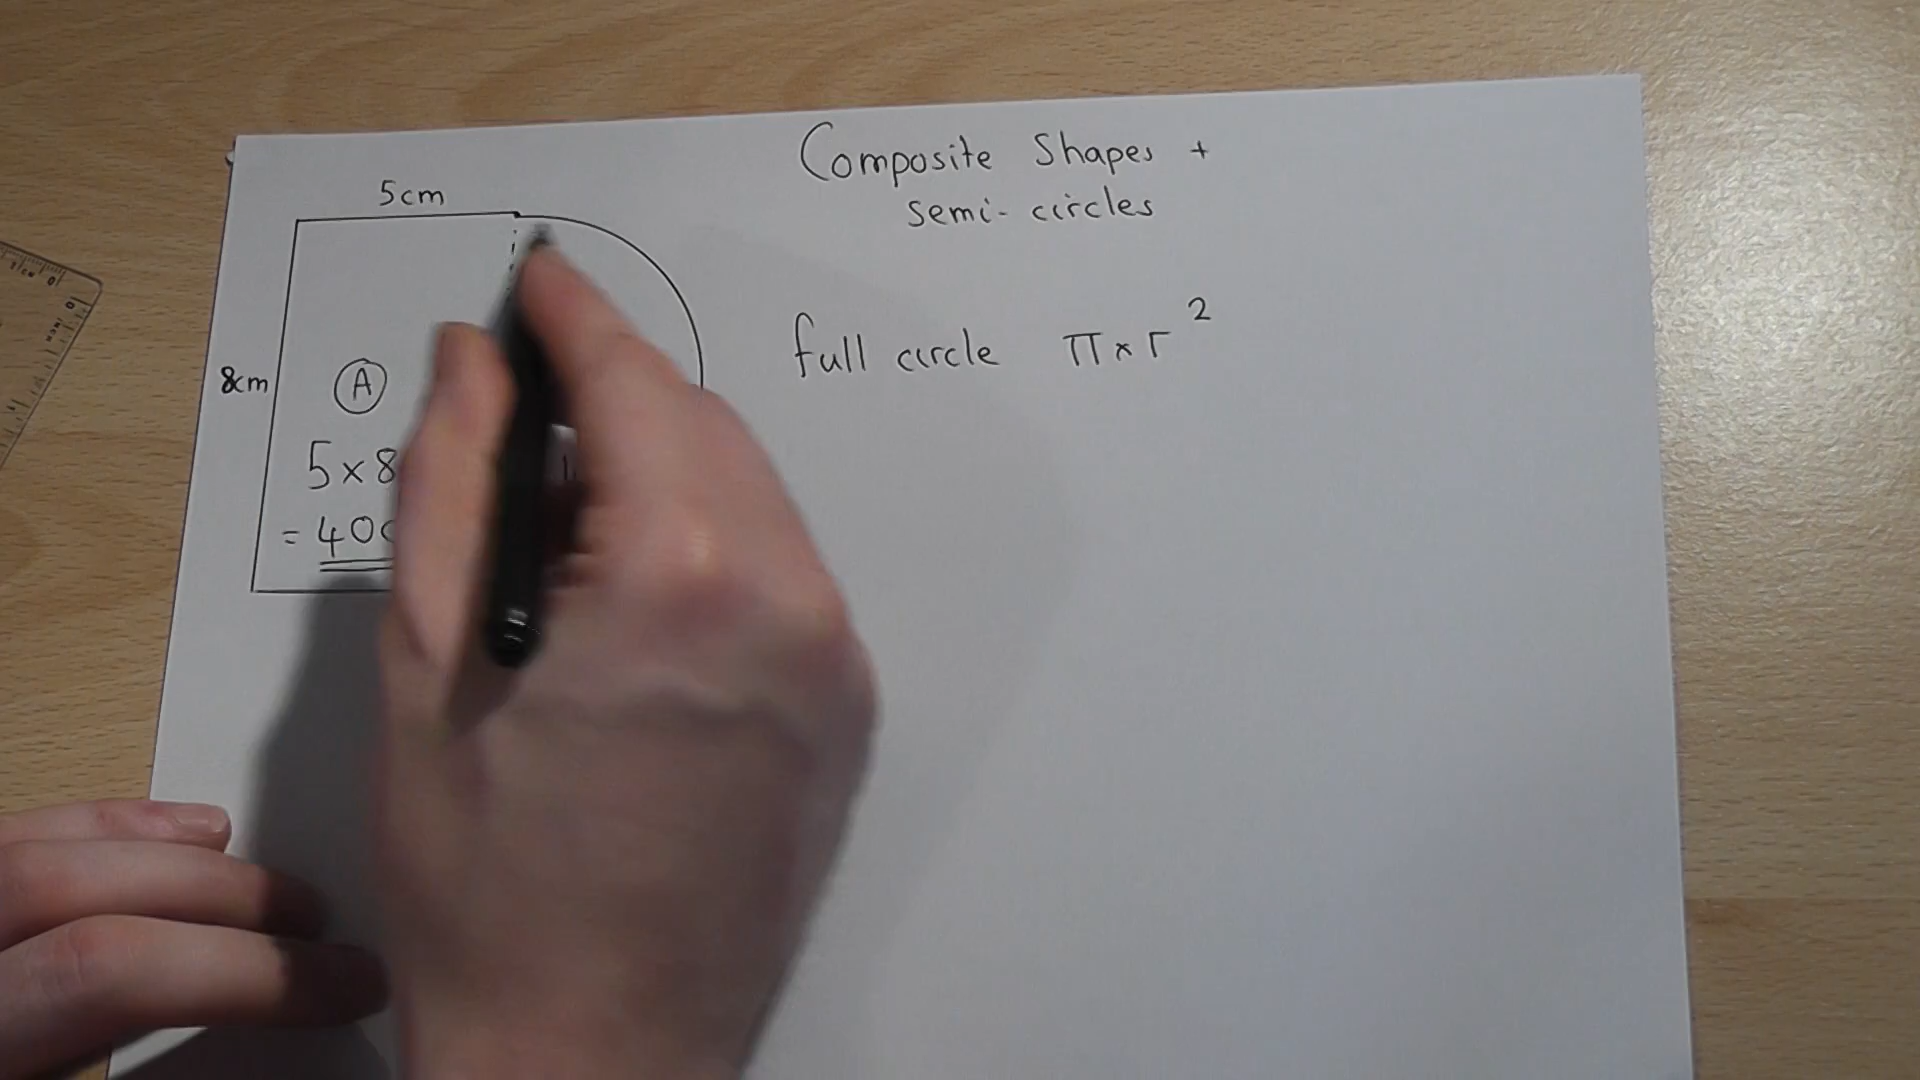 Composite Shapes +
semi-circles
5cm
full circle π × r²
8cm
A
5×8
= 40